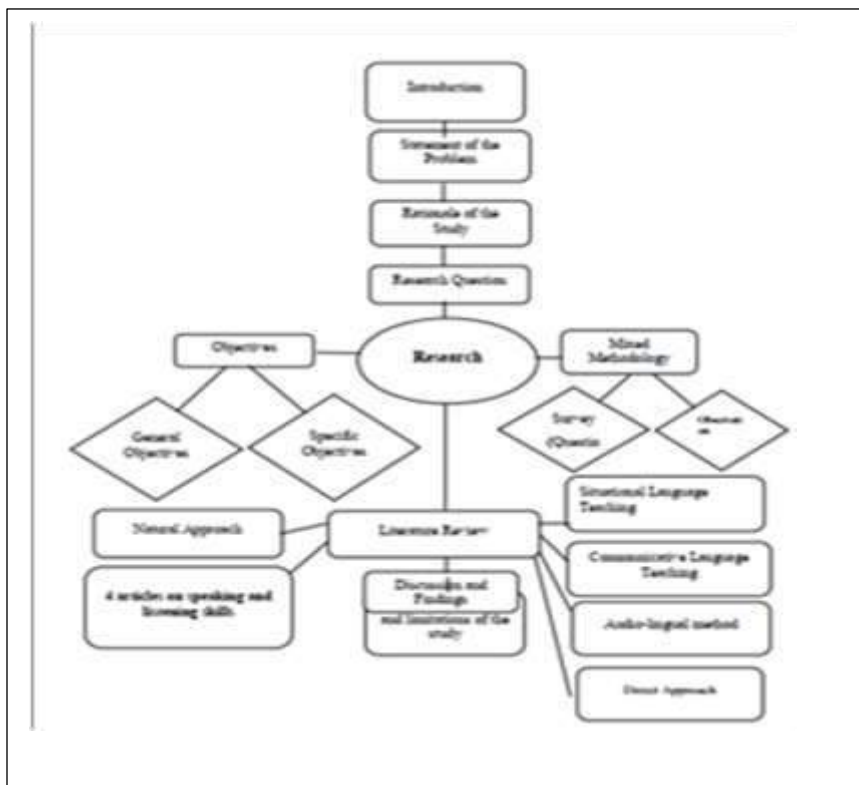 Introduction
Statement of the
Problem
Rationale of the
Study
Research Question
Objectives
Research
Mixed
Methodology
General
Objectives
Specific
Objectives
Survey
(Questio
Situational Language
Teaching
Natural Approach
Literature Review
Communicative Language
Teaching
4 articles on speaking and
listening skills
Discussion and
Findings
and limitations of the
study
Audio-lingual method
Direct Approach